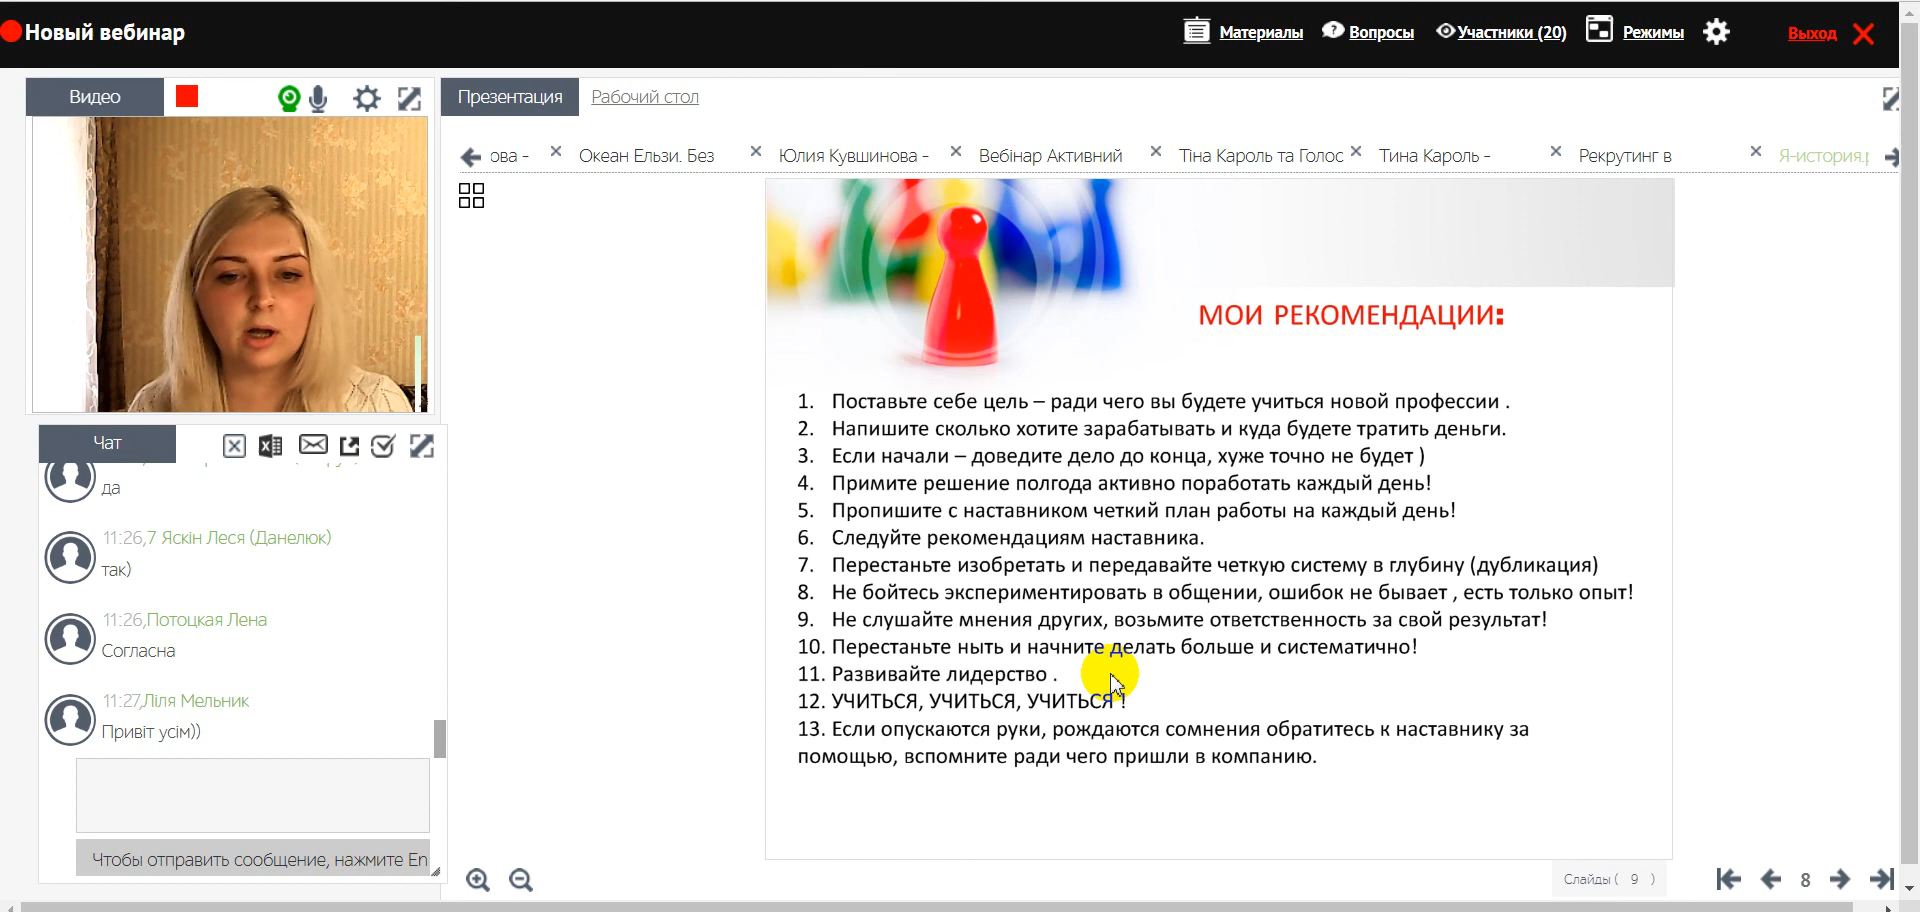 Новый вебинар
Материалы
Вопросы
Участники (20)
Режимы
Выход
Видео
Презентация
Рабочий стол
ова -
Океан Ельзи. Без
Юлия Кувшинова -
Вебінар Активний
Тіна Кароль та Голос
Тина Кароль -
Рекрутинг в
Я-история.р
МОИ РЕКОМЕНДАЦИИ:
1. Поставьте себе цель – ради чего вы будете учиться новой профессии .
2. Напишите сколько хотите зарабатывать и куда будете тратить деньги.
3. Если начали – доведите дело до конца, хуже точно не будет )
4. Примите решение полгода активно поработать каждый день!
5. Пропишите с наставником четкий план работы на каждый день!
6. Следуйте рекомендациям наставника.
7. Перестаньте изобретать и передавайте четкую систему в глубину (дубликация)
8. Не бойтесь экспериментировать в общении, ошибок не бывает , есть только опыт!
9. Не слушайте мнения других, возьмите ответственность за свой результат!
10. Перестаньте ныть и начните делать больше и систематично!
11. Развивайте лидерство .
12. УЧИТЬСЯ, УЧИТЬСЯ, УЧИТЬСЯ !
13. Если опускаются руки, рождаются сомнения обратитесь к наставнику за
помощью, вспомните ради чего пришли в компанию.
Чат
да
11:26,7 Яскін Леся (Данелюк)
так)
11:26,Потоцкая Лена
Согласна
11:27,Ліля Мельник
Привіт усім))
Чтобы отправить сообщение, нажмите En
Слайды ( 9 )
8